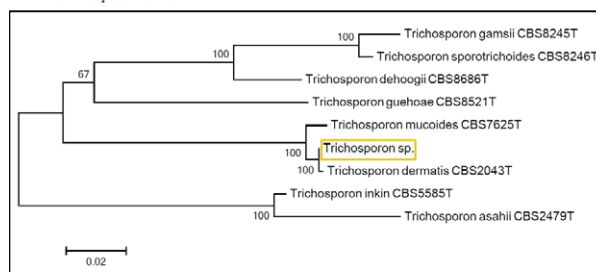 Trichosporon gamsii CBS8245T
100
100
Trichosporon sporotrichoides CBS8246T
67
Trichosporon dehoogii CBS8686T
Trichosporon guehoae CBS8521T
Trichosporon mucoides CBS7625T
100
Trichosporon sp.
100
Trichosporon dermatis CBS2043T
Trichosporon inkin CBS5585T
100
Trichosporon asahii CBS2479T
0.02